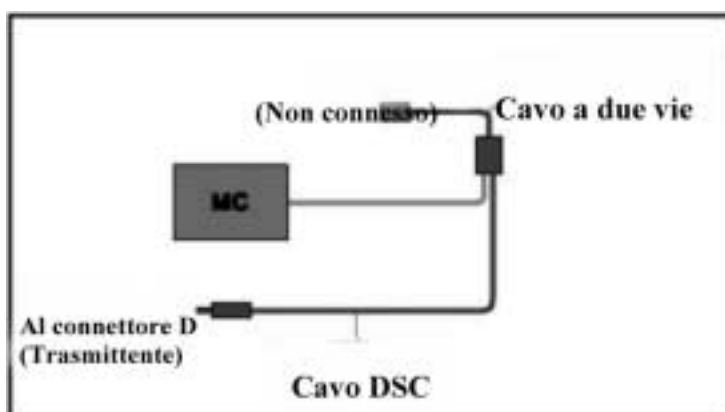 (Non connesso)
Cavo a due vie
MC
Al connettore D
(Trasmittente)
Cavo DSC